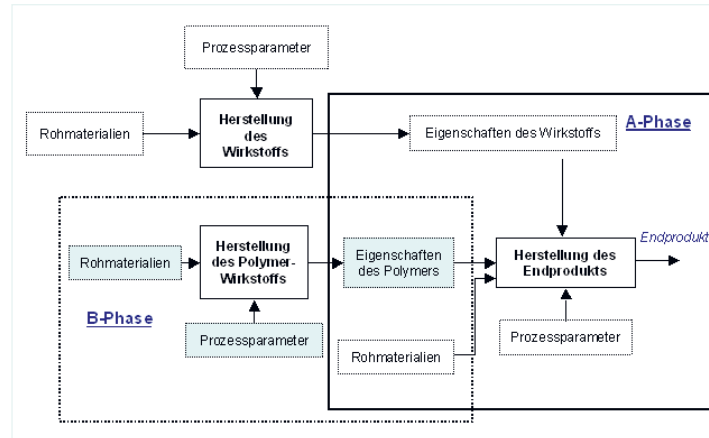 Prozessparameter
Rohmaterialien
Herstellung
des
Wirkstoffs
Eigenschaften des Wirkstoffs
A-Phase
Rohmaterialien
Herstellung
des Polymer-
Wirkstoffs
Eigenschaften
des Polymers
Herstellung des
Endprodukts
Endprodukt
B-Phase
Prozessparameter
Rohmaterialien
Prozessparameter